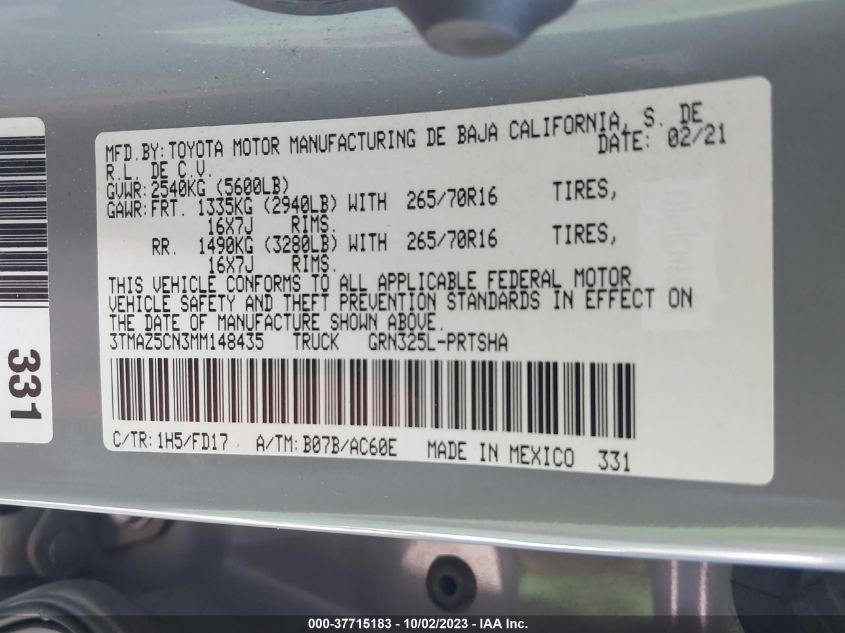 MFD.BY:TOYOTA MOTOR MANUFACTURING DE BAJA CALIFORNIA, S. DE
R.L. DE C.V. DATE: 02/21
GVWR:2540KG (5600LB)
GAWR:FRT. 1335KG (2940LB) WITH 265/70R16 TIRES,
16X7J RIMS.
RR. 1490KG (3280LB) WITH 265/70R16 TIRES,
16X7J RIMS.
THIS VEHICLE CONFORMS TO ALL APPLICABLE FEDERAL MOTOR
VEHICLE SAFETY AND THEFT PREVENTION STANDARDS IN EFFECT ON
THE DATE OF MANUFACTURE SHOWN ABOVE.
3TMAZ5CN3MM148435 TRUCK GRN325L-PRTSHA
C/TR:1H5/FD17 A/TM:B07B/AC60E MADE IN MEXICO 331
331
000-37715183 - 10/02/2023 - IAA Inc.